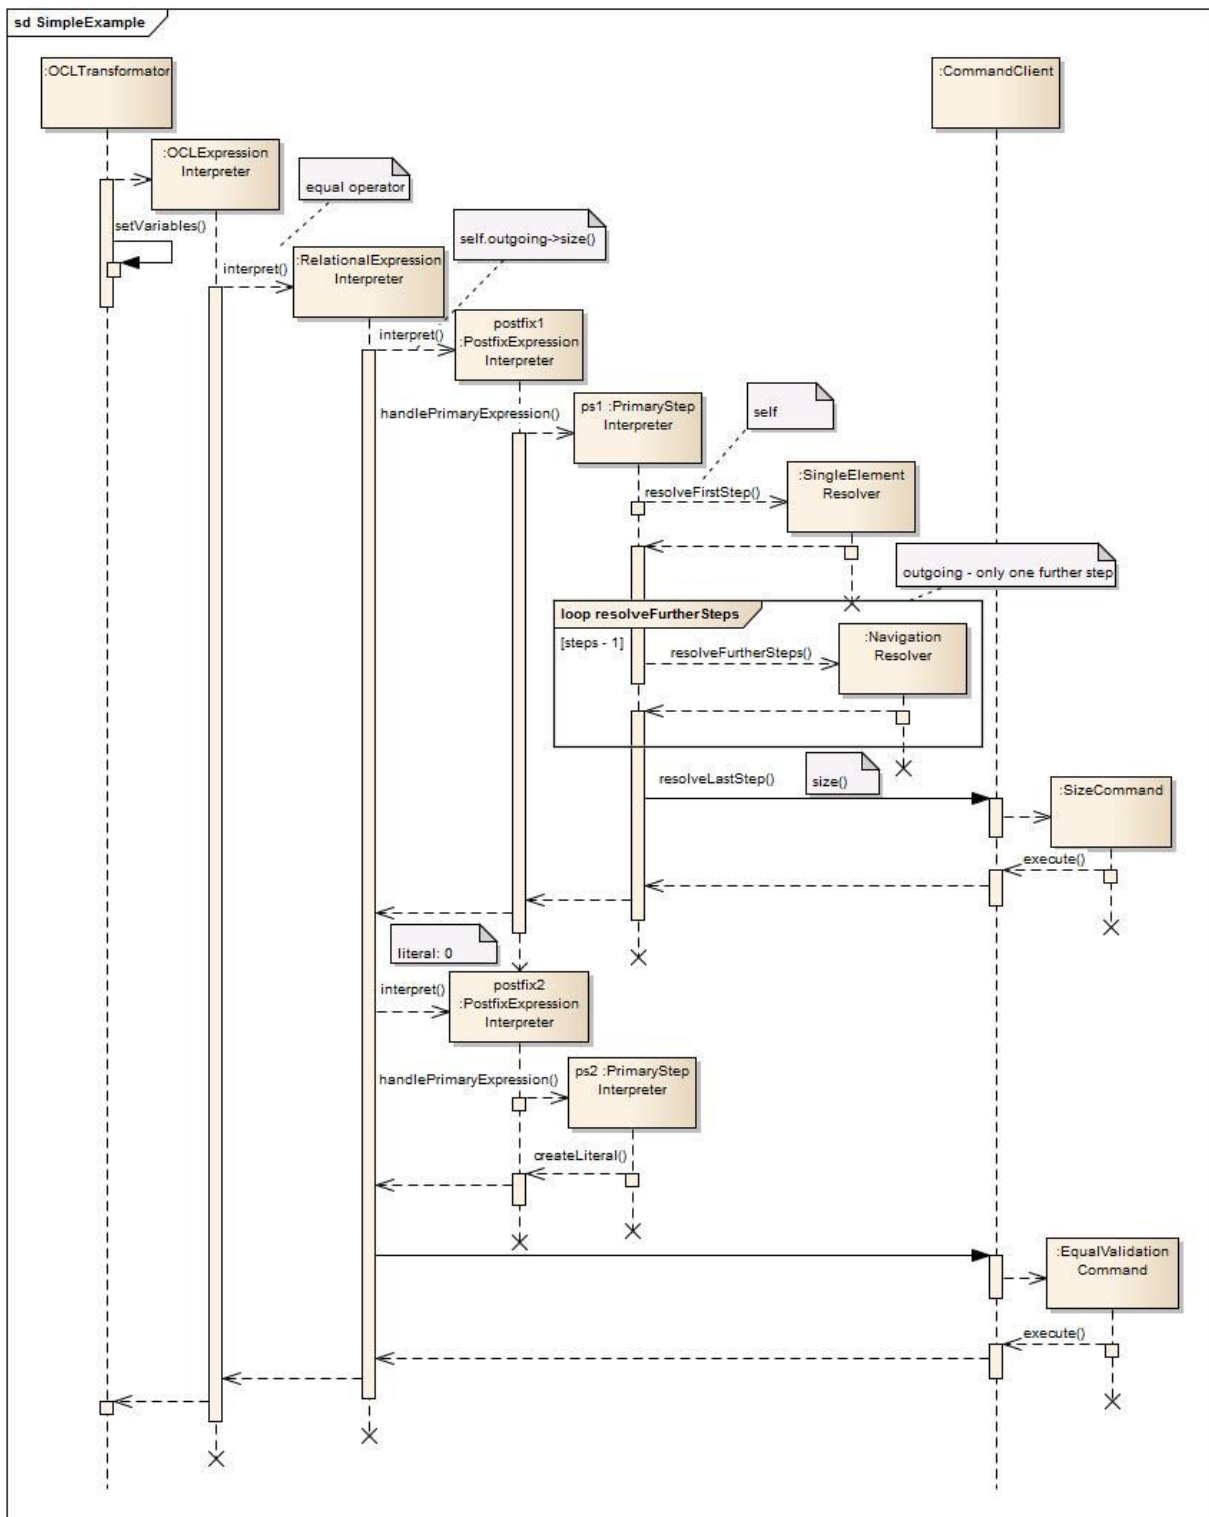 sd SimpleExample
:OCLTransformator
:CommandClient
:OCLExpression
Interpreter
equal operator
setVariables()
self.outgoing->size()
interpret()
:RelationalExpression
Interpreter
interpret()
postfix1
:PostfixExpression
Interpreter
handlePrimaryExpression()
ps1 :PrimaryStep
Interpreter
self
resolveFirstStep()
:SingleElement
Resolver
outgoing - only one further step
loop resolveFurtherSteps
[steps - 1]
resolveFurtherSteps()
:Navigation
Resolver
resolveLastStep()
size()
:SizeCommand
execute()
literal: 0
interpret()
postfix2
:PostfixExpression
Interpreter
handlePrimaryExpression()
ps2 :PrimaryStep
Interpreter
createLiteral()
:EqualValidation
Command
execute()